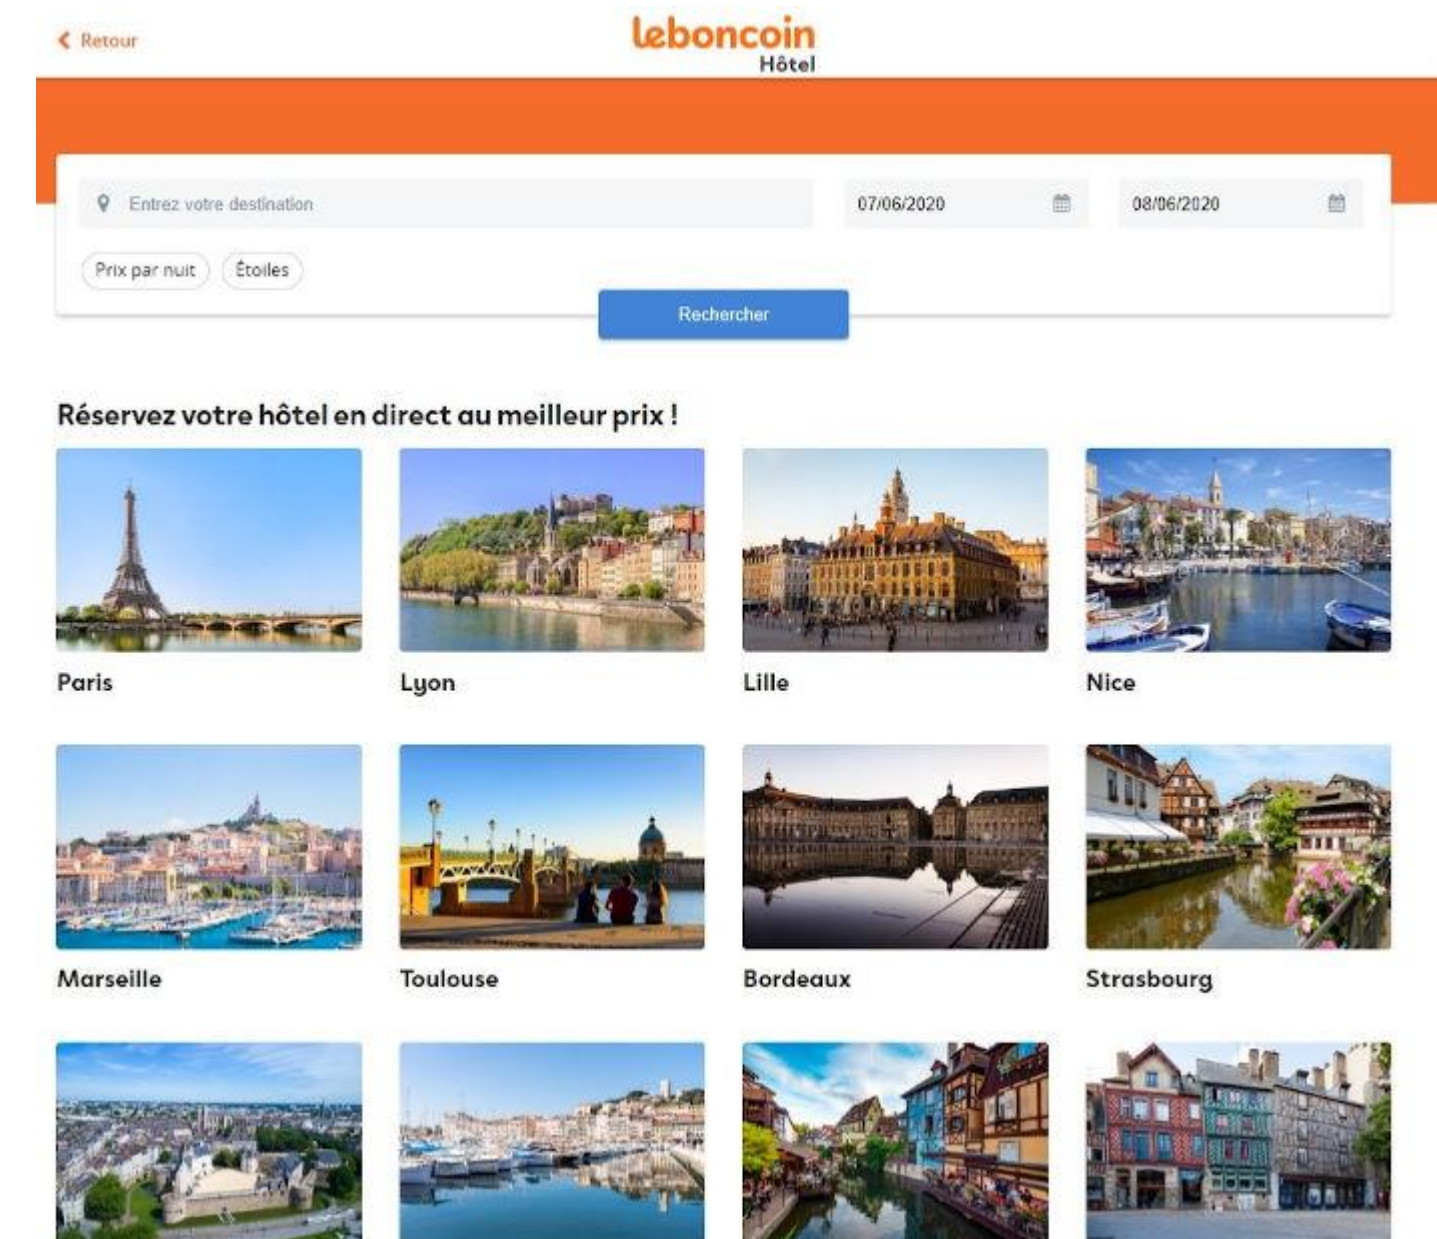 Retour
leboncoin
Hôtel
Entrez votre destination
07/06/2020
08/06/2020
Prix par nuit
Étoiles
Rechercher
Réservez votre hôtel en direct au meilleur prix !
Paris
Lyon
Lille
Nice
Marseille
Toulouse
Bordeaux
Strasbourg